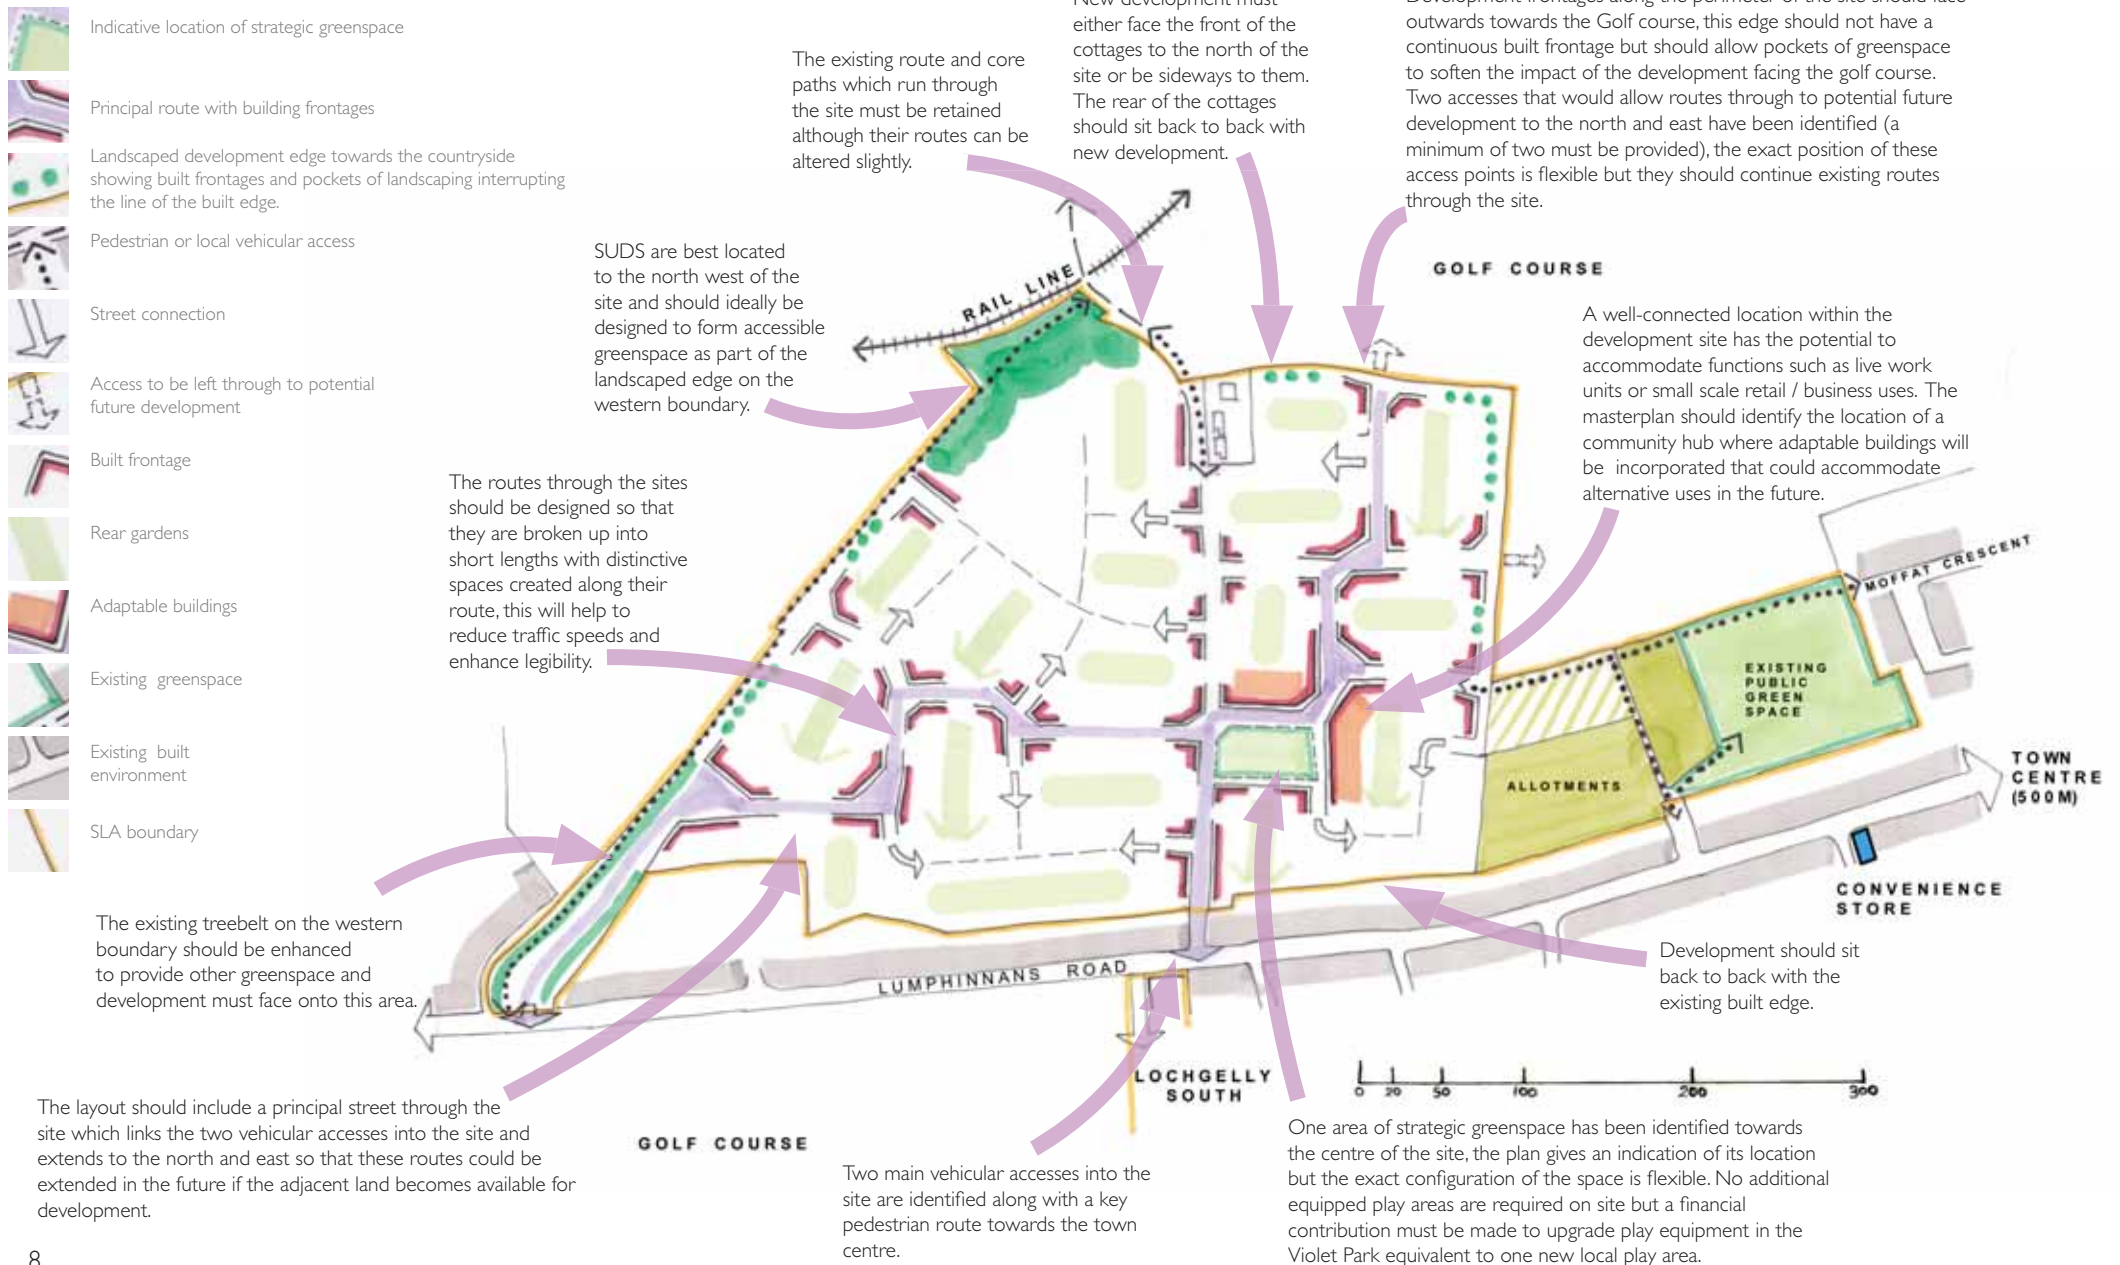 Indicative location of strategic greenspace
Principal route with building frontages
Landscaped development edge towards the countryside
showing built frontages and pockets of landscaping interrupting
the line of the built edge.
Pedestrian or local vehicular access
Street connection
Access to be left through to potential
future development
Built frontage
Rear gardens
Adaptable buildings
Existing greenspace
Existing built
environment
SLA boundary
The existing route and core
paths which run through
the site must be retained
although their routes can be
altered slightly.
New development must
either face the front of the
cottages to the north of the
site or be sideways to them.
The rear of the cottages
should sit back to back with
new development.
Development frontages along the perimeter of the site should face
outwards towards the Golf course, this edge should not have a
continuous built frontage but should allow pockets of greenspace
to soften the impact of the development facing the golf course.
Two accesses that would allow routes through to potential future
development to the north and east have been identified (a
minimum of two must be provided), the exact position of these
access points is flexible but they should continue existing routes
through the site.
SUDS are best located
to the north west of the
site and should ideally be
designed to form accessible
greenspace as part of the
landscaped edge on the
western boundary.
RAIL LINE
GOLF COURSE
A well-connected location within the
development site has the potential to
accommodate functions such as live work
units or small scale retail / business uses. The
masterplan should identify the location of a
community hub where adaptable buildings will
be incorporated that could accommodate
alternative uses in the future.
The routes through the sites
should be designed so that
they are broken up into
short lengths with distinctive
spaces created along their
route, this will help to
reduce traffic speeds and
enhance legibility.
MOFFAT CRESCENT
EXISTING
PUBLIC
GREEN
SPACE
ALLOTMENTS
TOWN
CENTRE
(500M)
CONVENIENCE
STORE
The existing treebelt on the western
boundary should be enhanced
to provide other greenspace and
development must face onto this area.
LUMPHINNANS ROAD
Development should sit
back to back with the
existing built edge.
LOCHGELLY
SOUTH
0 20 50 100 200 300
The layout should include a principal street through the
site which links the two vehicular accesses into the site and
extends to the north and east so that these routes could be
extended in the future if the adjacent land becomes available for
development.
GOLF COURSE
Two main vehicular accesses into the
site are identified along with a key
pedestrian route towards the town
centre.
One area of strategic greenspace has been identified towards
the centre of the site, the plan gives an indication of its location
but the exact configuration of the space is flexible. No additional
equipped play areas are required on site but a financial
contribution must be made to upgrade play equipment in the
Violet Park equivalent to one new local play area.
8